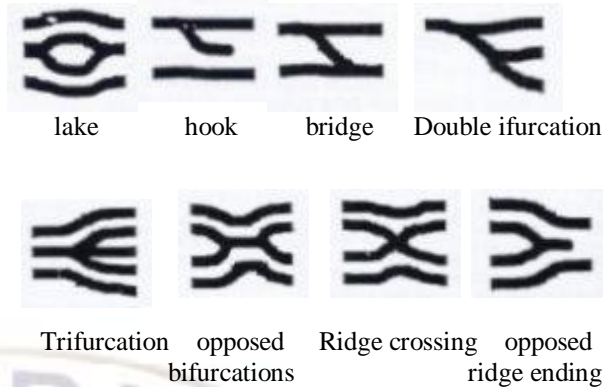 lake hook bridge Double ifurcation
Trifurcation opposed Ridge crossing opposed
bifurcations ridge ending